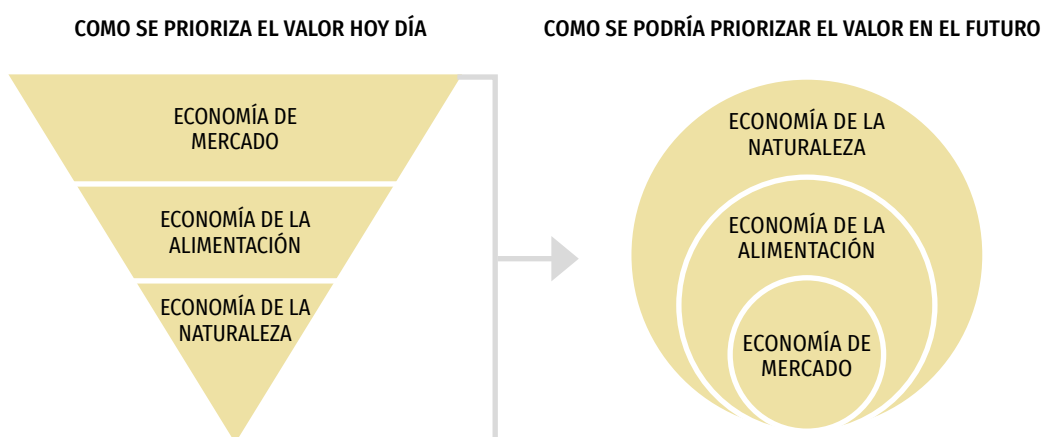 COMO SE PRIORIZA EL VALOR HOY DÍA
ECONOMÍA DE
MERCADO
ECONOMÍA DE LA
ALIMENTACIÓN
ECONOMÍA DE LA
NATURALEZA
COMO SE PODRÍA PRIORIZAR EL VALOR EN EL FUTURO
ECONOMÍA DE LA
NATURALEZA
ECONOMÍA DE LA
ALIMENTACIÓN
ECONOMÍA DE
MERCADO